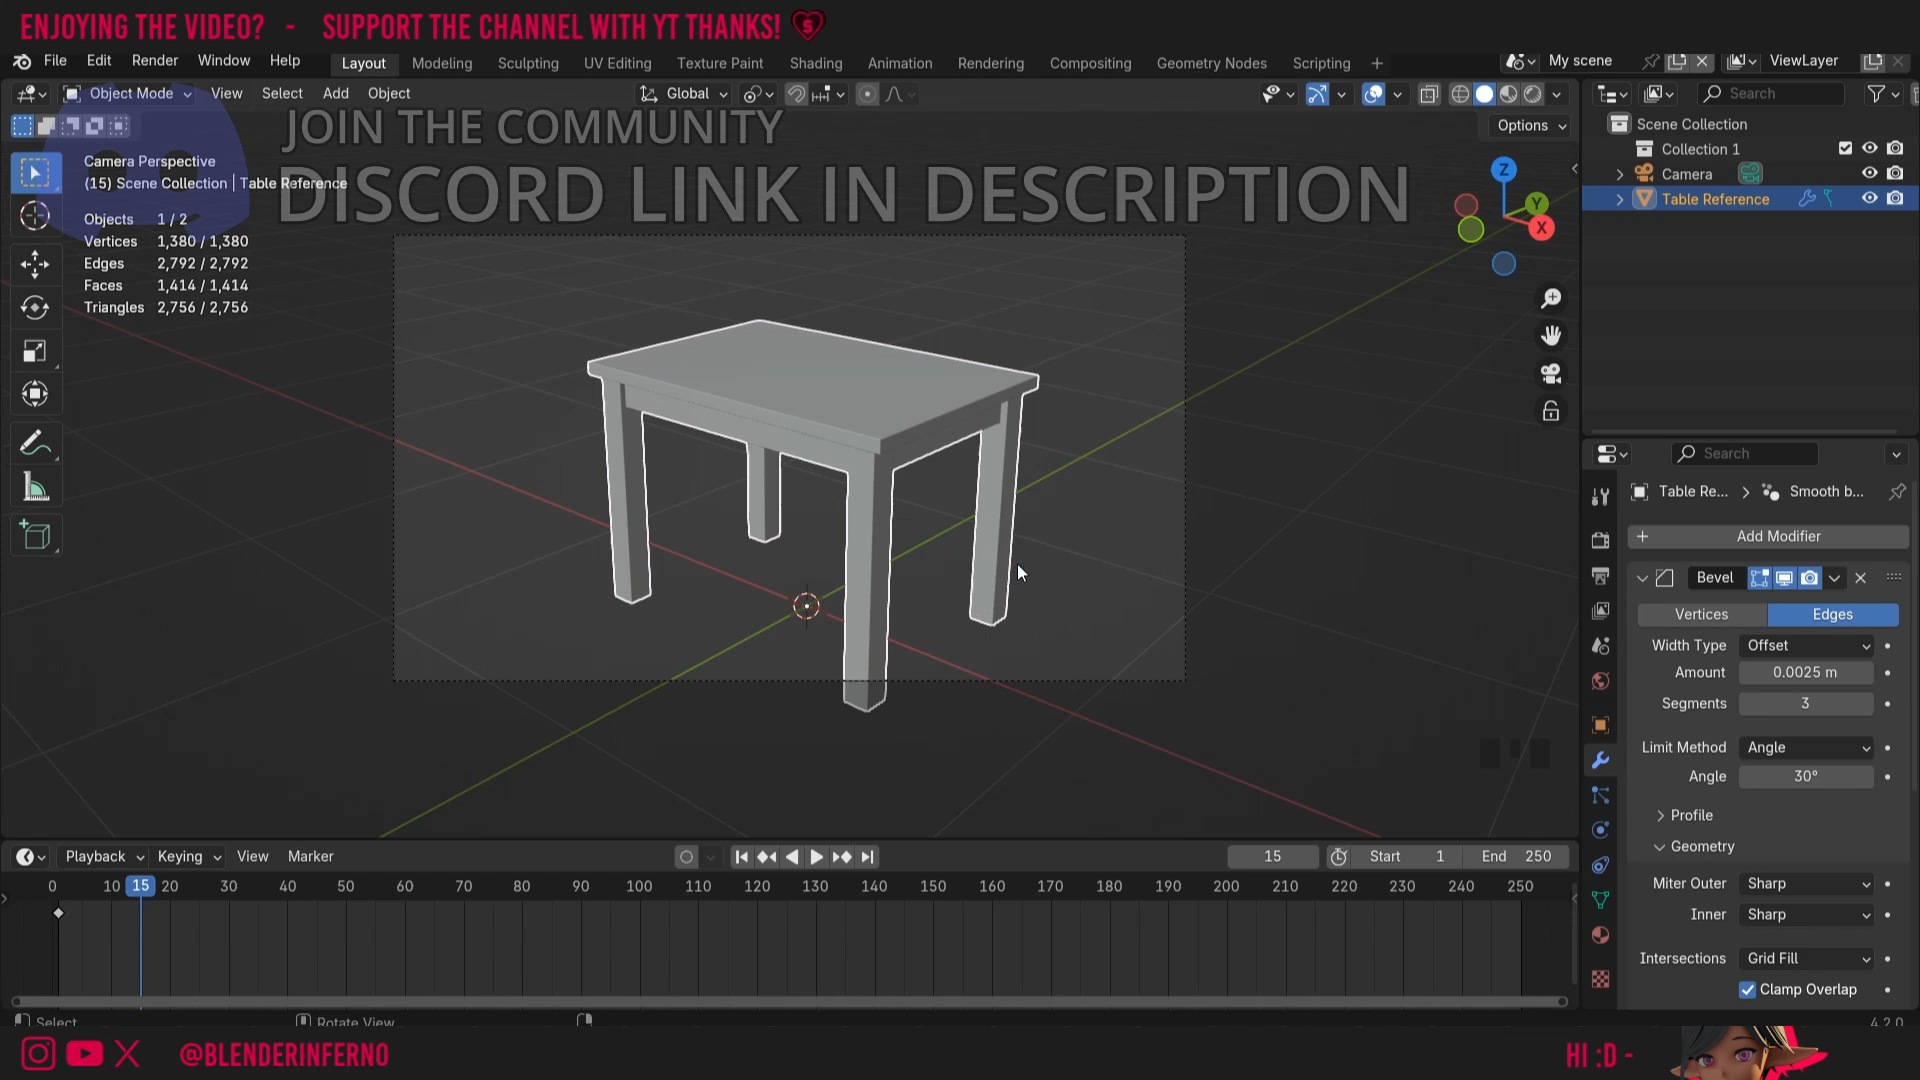 ENJOYING THE VIDEO? - SUPPORT THE CHANNEL WITH YT THANKS!
File Edit Render Window Help Layout Modeling Sculpting UV Editing Texture Paint Shading Animation Rendering Compositing Geometry Nodes Scripting + My scene ViewLayer
Object Mode View Select Add Object Global Search
JOIN THE COMMUNITY
Options
Scene Collection
Collection 1
Camera
Table Reference
Camera Perspective
(15) Scene Collection | Table Reference
DISCORD LINK IN DESCRIPTION
Z
Y
X
Objects 1 / 2
Vertices 1,380 / 1,380
Edges 2,792 / 2,792
Faces 1,414 / 1,414
Triangles 2,756 / 2,756
Search
Table Re... > Smooth b...
+ Add Modifier
Bevel
Vertices Edges
Width Type Offset
Amount 0.0025 m
Segments 3
Limit Method Angle
Angle 30°
Profile
Geometry
Miter Outer Sharp
Inner Sharp
Intersections Grid Fill
Clamp Overlap
Playback Keying View Marker 15 Start 1 End 250
0 10 15 20 30 40 50 60 70 80 90 100 110 120 130 140 150 160 170 180 190 200 210 220 230 240 250
Select Rotate View 4.2.0
@BLENDERINFERNO
HI :D -